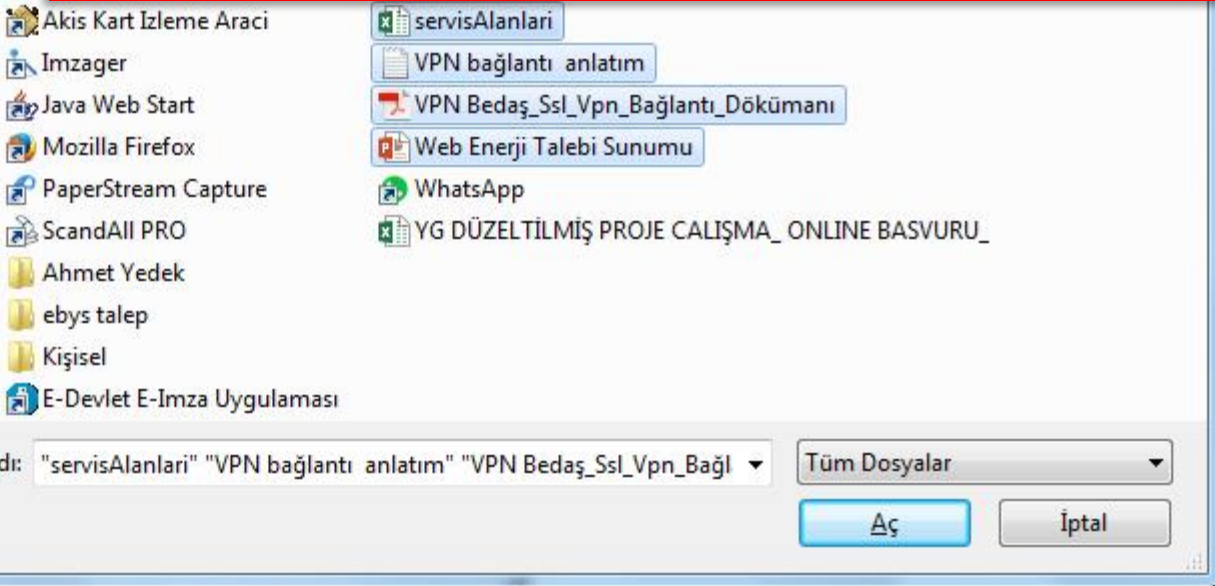 Akis Kart Izleme Araci
Imzager
Java Web Start
Mozilla Firefox
PaperStream Capture
ScandAll PRO
Ahmet Yedek
ebys talep
Kişisel
E-Devlet E-Imza Uygulaması
servisAlanlari
VPN bağlantı  anlatım
VPN Bedaş_Ssl_Vpn_Bağlantı_Dökümanı
Web Enerji Talebi Sunumu
WhatsApp
YG DÜZELTİLMİŞ PROJE CALIŞMA_ ONLINE BASVURU_
dı: "servisAlanlari" "VPN bağlantı  anlatım" "VPN Bedaş_Ssl_Vpn_Bağl
Tüm Dosyalar
Aç
İptal